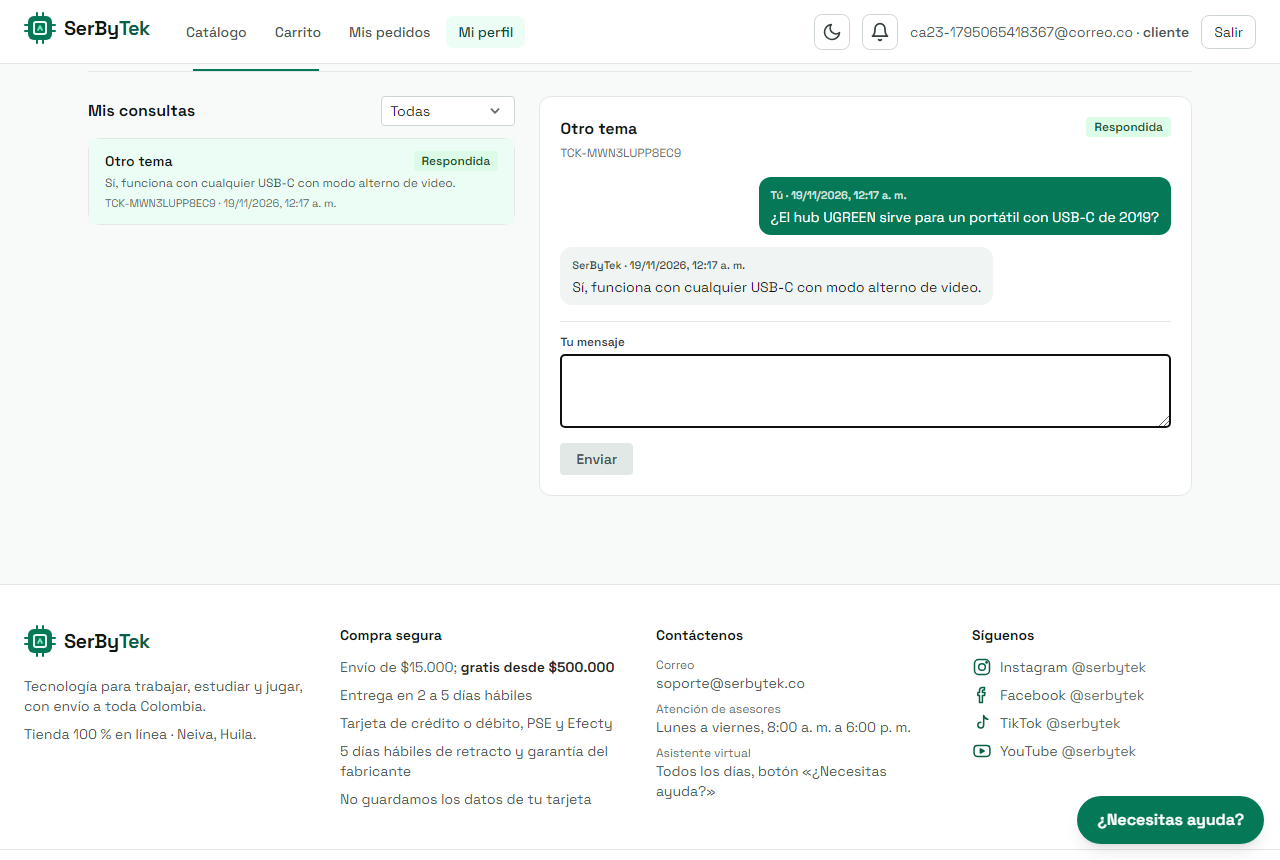 SerByTek
Catálogo
Carrito
Mis pedidos
Mi perfil
ca23-1795065418367@correo.co · cliente
Salir
Mis consultas
Todas
Otro tema
Respondida
Sí, funciona con cualquier USB-C con modo alterno de video.
TCK-MWN3LUPP8EC9 · 19/11/2026, 12:17 a. m.
Otro tema
Respondida
TCK-MWN3LUPP8EC9
Tú · 19/11/2026, 12:17 a. m.
¿El hub UGREEN sirve para un portátil con USB-C de 2019?
SerByTek · 19/11/2026, 12:17 a. m.
Sí, funciona con cualquier USB-C con modo alterno de video.
Tu mensaje
Enviar
SerByTek
Tecnología para trabajar, estudiar y jugar,
con envío a toda Colombia.
Tienda 100 % en línea · Neiva, Huila.
Compra segura
Envío de $15.000; gratis desde $500.000
Entrega en 2 a 5 días hábiles
Tarjeta de crédito o débito, PSE y Efecty
5 días hábiles de retracto y garantía del
fabricante
No guardamos los datos de tu tarjeta
Contáctenos
Correo
soporte@serbytek.co
Atención de asesores
Lunes a viernes, 8:00 a. m. a 6:00 p. m.
Asistente virtual
Todos los días, botón «¿Necesitas
ayuda?»
Síguenos
Instagram @serbytek
Facebook @serbytek
TikTok @serbytek
YouTube @serbytek
¿Necesitas ayuda?